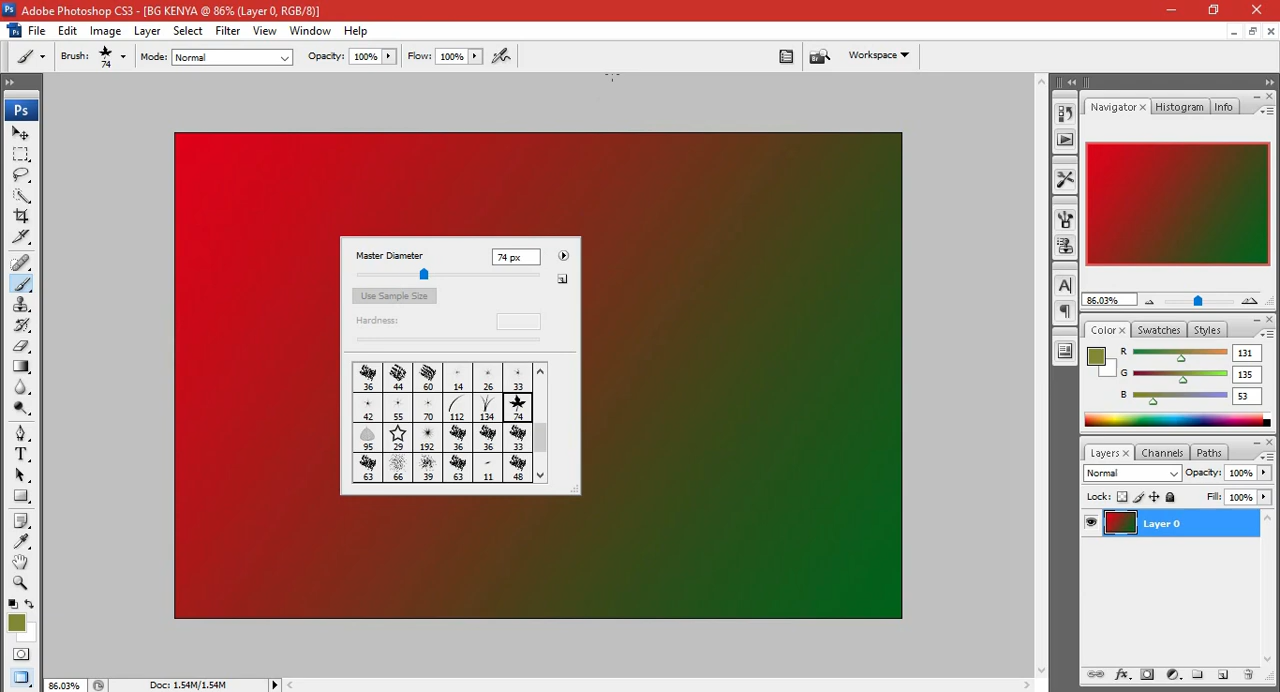 Ps Adobe Photoshop CS3 - [BG KENYA @ 86% (Layer 0, RGB/8)]
File Edit Image Layer Select Filter View Window Help
Brush: 74 Mode: Normal Opacity: 100% Flow: 100% Workspace
Ps
Navigator Histogram Info
Master Diameter 74 px
Use Sample Size
Hardness:
36 44 60 14 26 33
42 55 70 112 134 74
95 29 192 36 36 33
63 66 39 63 11 48
86.03%
Color Swatches Styles
R 131
G 135
B 53
Layers Channels Paths
Normal Opacity: 100%
Lock: Fill: 100%
Layer 0
T
A
86.03% Doc: 1.54M/1.54M